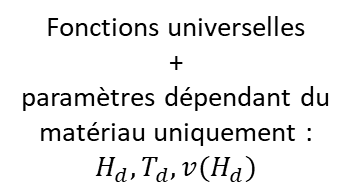 Fonctions universelles
+
paramètres dépendant du
matériau uniquement :
H_d, T_d, v(H_d)